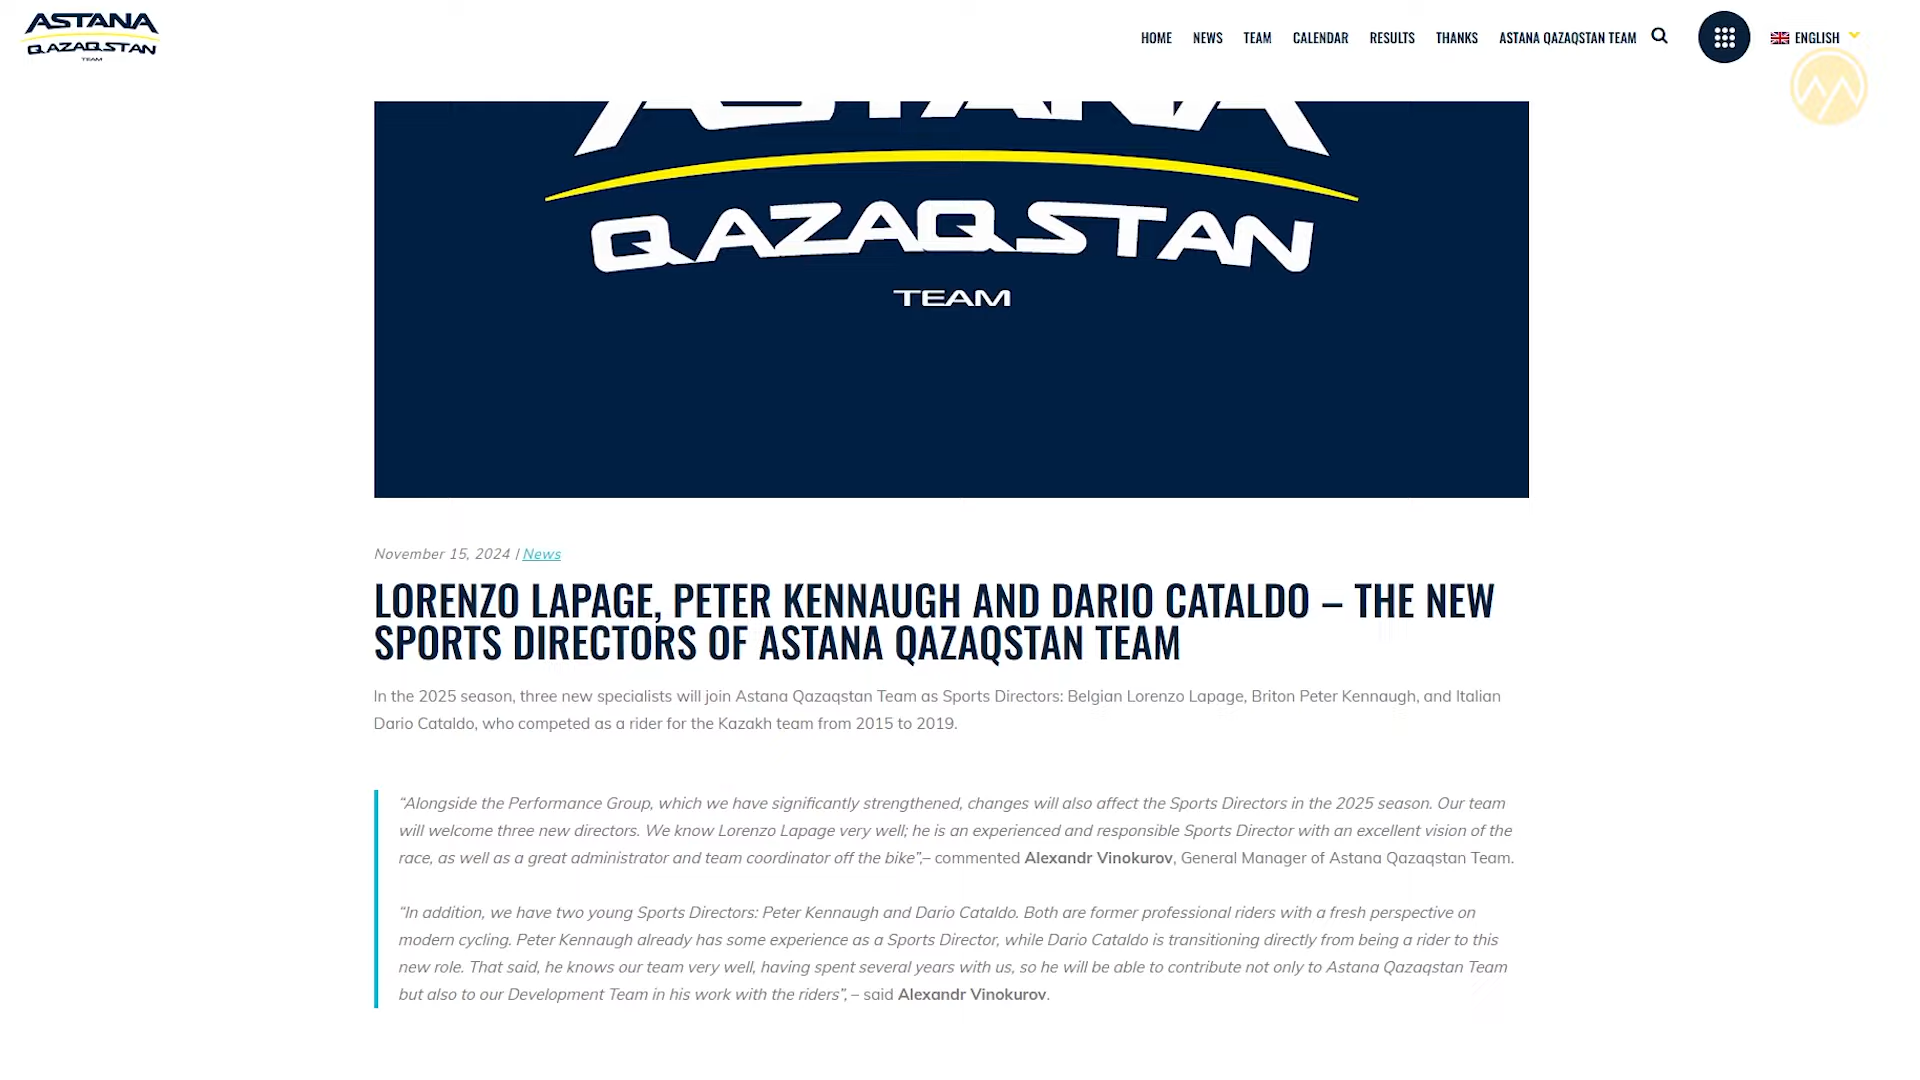 ASTANA
QAZAQSTAN
TEAM
HOME NEWS TEAM CALENDAR RESULTS THANKS ASTANA QAZAQSTAN TEAM ENGLISH
ASTANA
QAZAQSTAN
TEAM
November 15, 2024 | News
LORENZO LAPAGE, PETER KENNAUGH AND DARIO CATALDO – THE NEW
SPORTS DIRECTORS OF ASTANA QAZAQSTAN TEAM
In the 2025 season, three new specialists will join Astana Qazaqstan Team as Sports Directors: Belgian Lorenzo Lapage, Briton Peter Kennaugh, and Italian
Dario Cataldo, who competed as a rider for the Kazakh team from 2015 to 2019.
“Alongside the Performance Group, which we have significantly strengthened, changes will also affect the Sports Directors in the 2025 season. Our team
will welcome three new directors. We know Lorenzo Lapage very well; he is an experienced and responsible Sports Director with an excellent vision of the
race, as well as a great administrator and team coordinator off the bike”,– commented Alexandr Vinokurov, General Manager of Astana Qazaqstan Team.
“In addition, we have two young Sports Directors: Peter Kennaugh and Dario Cataldo. Both are former professional riders with a fresh perspective on
modern cycling. Peter Kennaugh already has some experience as a Sports Director, while Dario Cataldo is transitioning directly from being a rider to this
new role. That said, he knows our team very well, having spent several years with us, so he will be able to contribute not only to Astana Qazaqstan Team
but also to our Development Team in his work with the riders”, – said Alexandr Vinokurov.